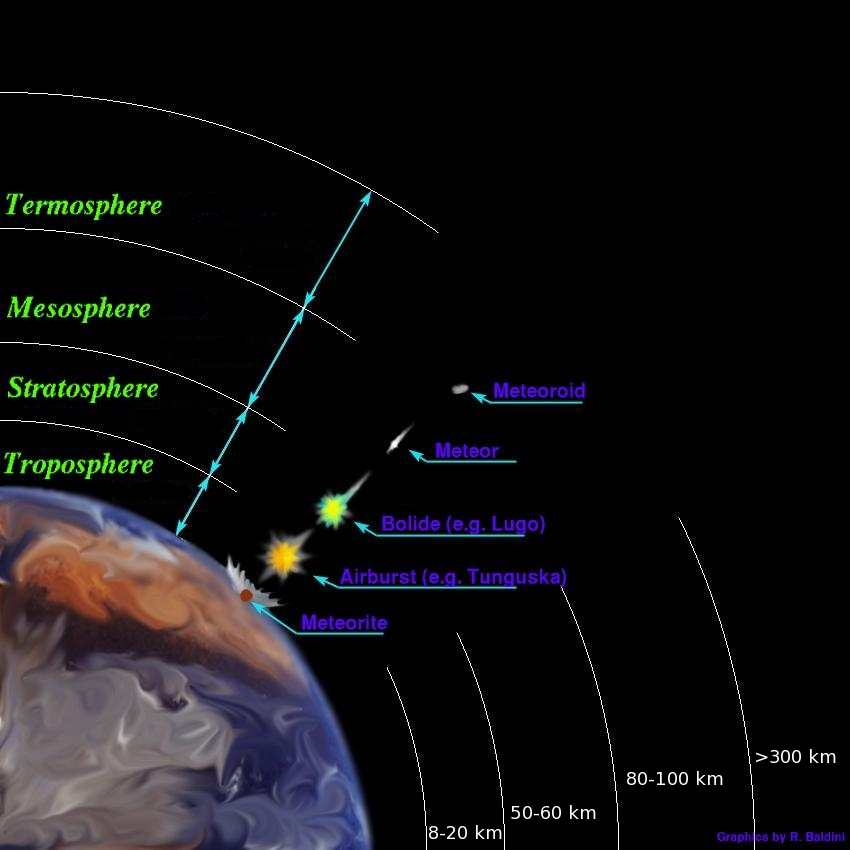 Termosphere
Mesosphere
Stratosphere
Troposphere
Meteoroid
Meteor
Bolide (e.g. Lugo)
Airburst (e.g. Tunguska)
Meteorite
>300 km
80-100 km
50-60 km
8-20 km
Graphics by R. Baldini